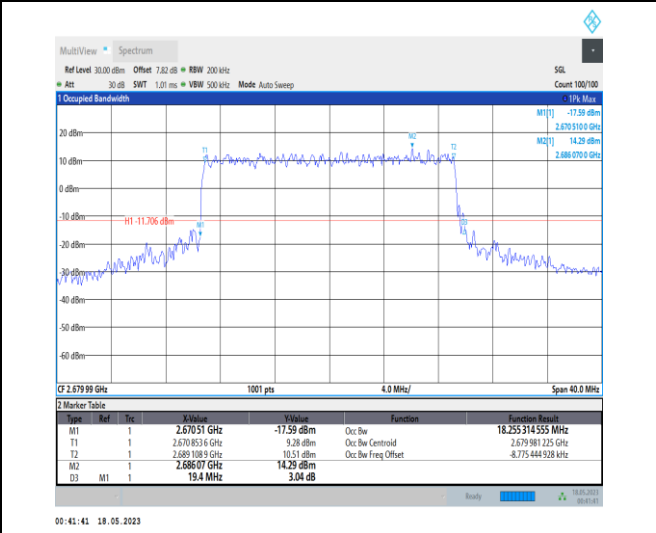 MultiView Spectrum
Ref Level 30.00 dBm Offset 7.82 dB RBW 200 kHz SGL
Att 30 dB SWT 1.01 ms VBW 500 kHz Mode Auto Sweep Count 100/100
1 Occupied Bandwidth 1Pk Max
M1[1] -17.59 dBm
2.670 510 0 GHz
M2[1] 14.29 dBm
2.686 070 0 GHz
20 dBm
M2
T1 T2
10 dBm
0 dBm
-10 dBm
H1 -11.706 dBm
M1 D3
-20 dBm
-30 dBm
-40 dBm
-50 dBm
-60 dBm
CF 2.679 99 GHz 1001 pts 4.0 MHz/ Span 40.0 MHz
2 Marker Table
Type Ref Trc X-Value Y-Value Function Function Result
M1 1 2.67051 GHz -17.59 dBm Occ Bw 18.255 314 555 MHz
T1 1 2.670 853 6 GHz 9.28 dBm Occ Bw Centroid 2.679 981 225 GHz
T2 1 2.689 108 9 GHz 10.51 dBm Occ Bw Freq Offset -8.775 444 928 kHz
M2 1 2.68607 GHz 14.29 dBm
D3 M1 1 19.4 MHz 3.04 dB
Ready 18.05.2023
00:41:41
00:41:41 18.05.2023